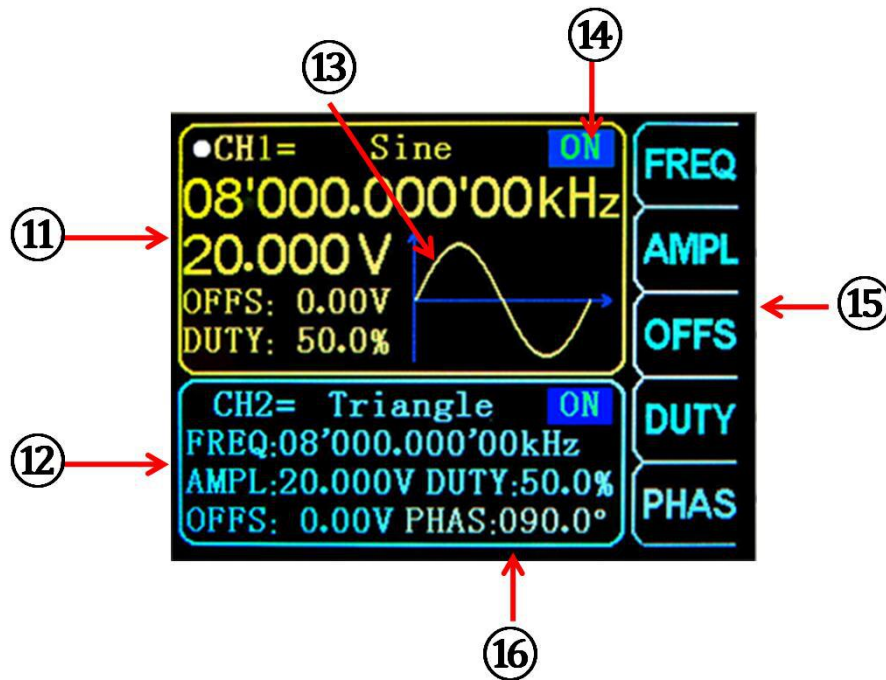 ⑬
⑭
●CH1= Sine ON
08'000.000'00kHz
⑪
20.000V
OFFS: 0.00V
DUTY: 50.0%
CH2= Triangle ON
FREQ:08'000.000'00kHz
⑫
AMPL:20.000V DUTY:50.0%
OFFS: 0.00V PHAS:090.0°
FREQ
AMPL
OFFS
DUTY
PHAS
⑮
⑯